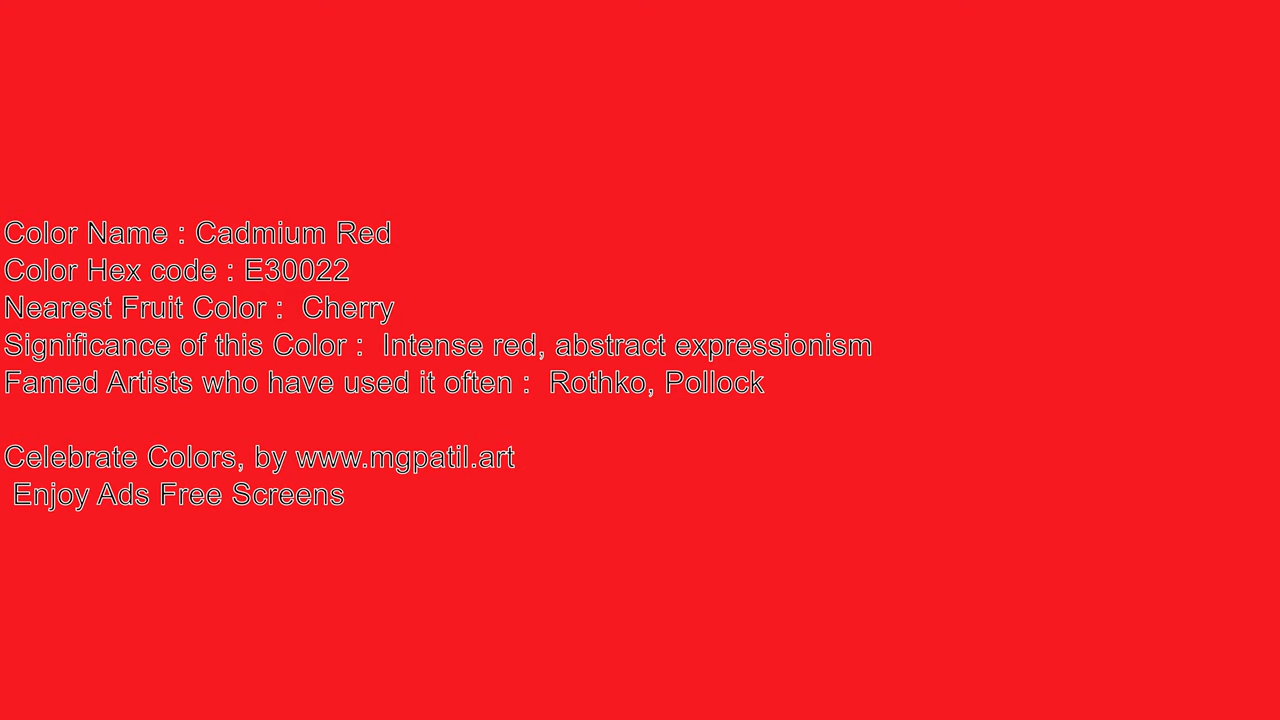 Color Name : Cadmium Red
Color Hex code : E30022
Nearest Fruit Color :  Cherry
Significance of this Color :  Intense red, abstract expressionism
Famed Artists who have used it often :  Rothko, Pollock
Celebrate Colors, by www.mgpatil.art
Enjoy Ads Free Screens